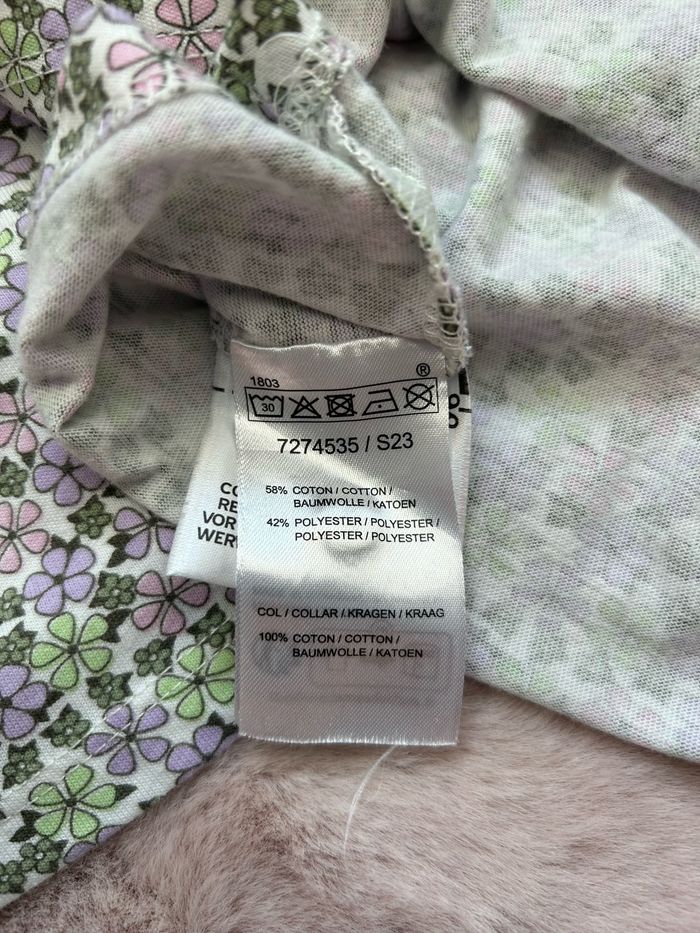 ®
1803
30
7274535 / S23
58% COTON / COTTON /
BAUMWOLLE / KATOEN
42% POLYESTER / POLYESTER /
POLYESTER / POLYESTER
COL / COLLAR / KRAGEN / KRAAG
100% COTON / COTTON /
BAUMWOLLE / KATOEN